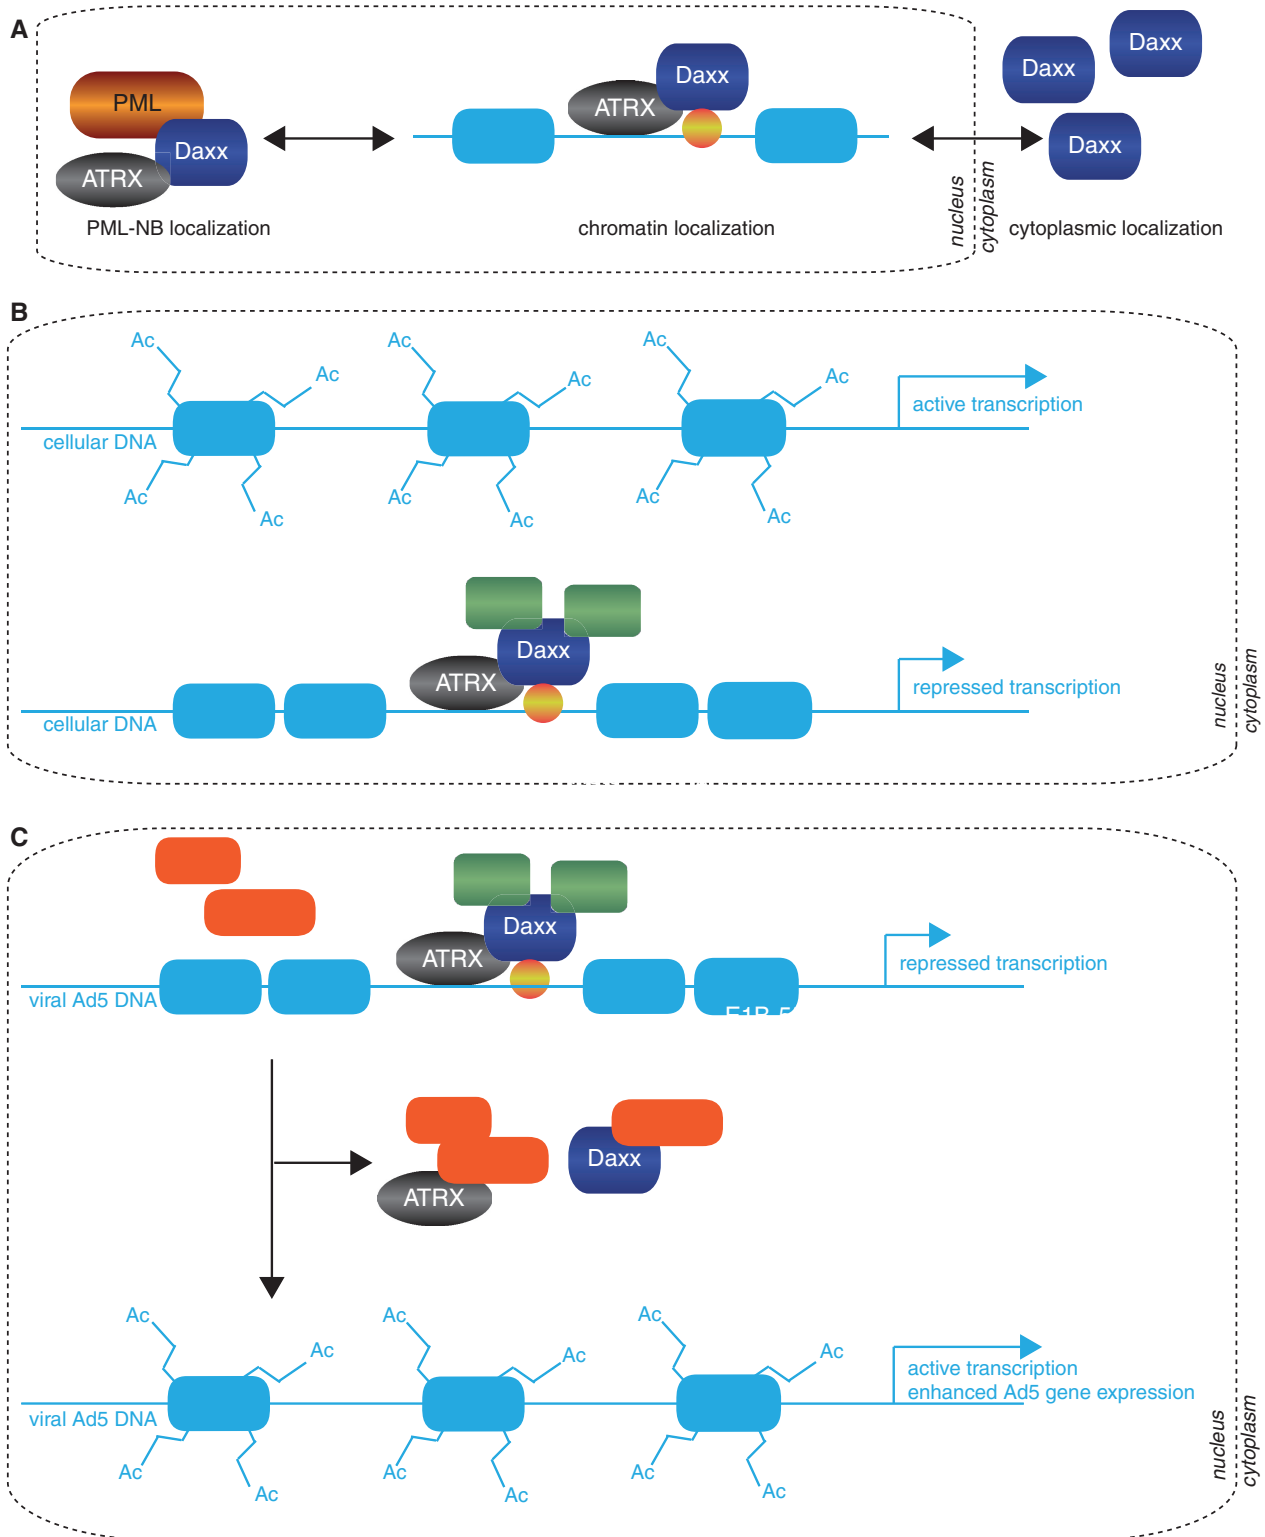 A
PML
Daxx
ATRX
PML-NB localization
ATRX
Daxx
chromatin localization
nucleus
cytoplasm
Daxx
Daxx
Daxx
cytoplasmic localization
B
Ac
Ac
Ac
Ac
Ac
Ac
Ac
Ac
Ac
Ac
Ac
Ac
cellular DNA
active transcription
Daxx
ATRX
cellular DNA
repressed transcription
nucleus
cytoplasm
C
Daxx
ATRX
viral Ad5 DNA
repressed transcription
Daxx
ATRX
Ac
Ac
Ac
Ac
Ac
Ac
Ac
Ac
Ac
Ac
Ac
Ac
viral Ad5 DNA
active transcription
enhanced Ad5 gene expression
nucleus
cytoplasm